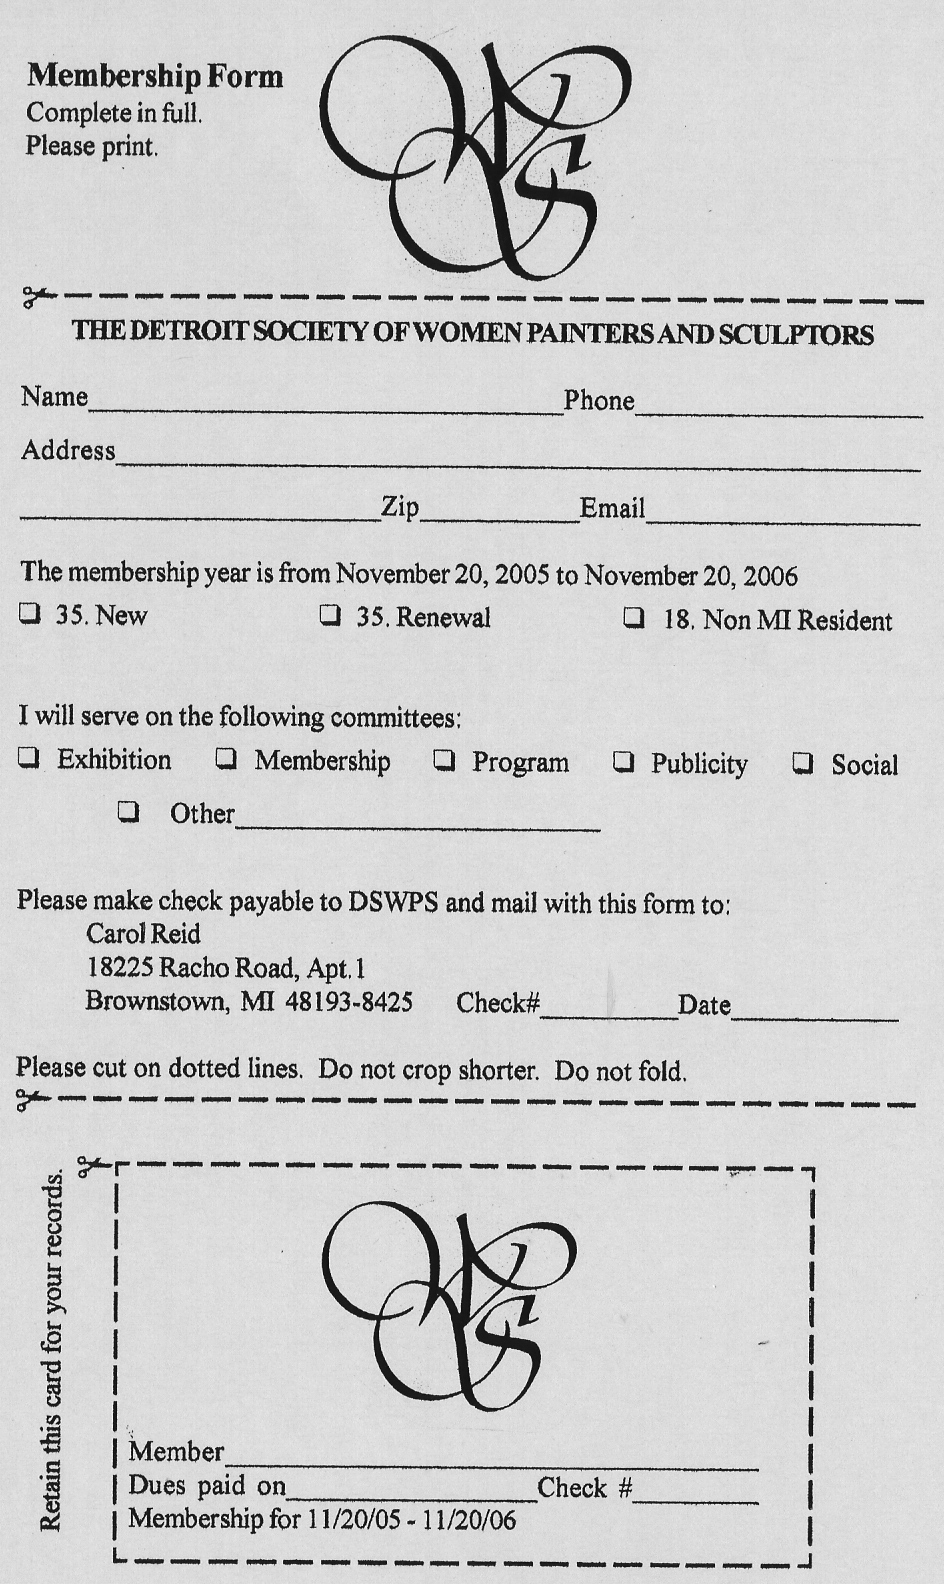 Membership Form
Complete in full.
Please print.
THE DETROIT SOCIETY OF WOMEN PAINTERS AND SCULPTORS
Name Phone
Address
Zip Email
The membership year is from November 20, 2005 to November 20, 2006
35. New 35. Renewal 18. Non MI Resident
I will serve on the following committees:
Exhibition Membership Program Publicity Social
Other
Please make check payable to DSWPS and mail with this form to:
Carol Reid
18225 Racho Road, Apt.1
Brownstown, MI 48193-8425 Check# Date
Please cut on dotted lines. Do not crop shorter. Do not fold.
Retain this card for your records.
Member
Dues paid on Check #
Membership for 11/20/05 - 11/20/06